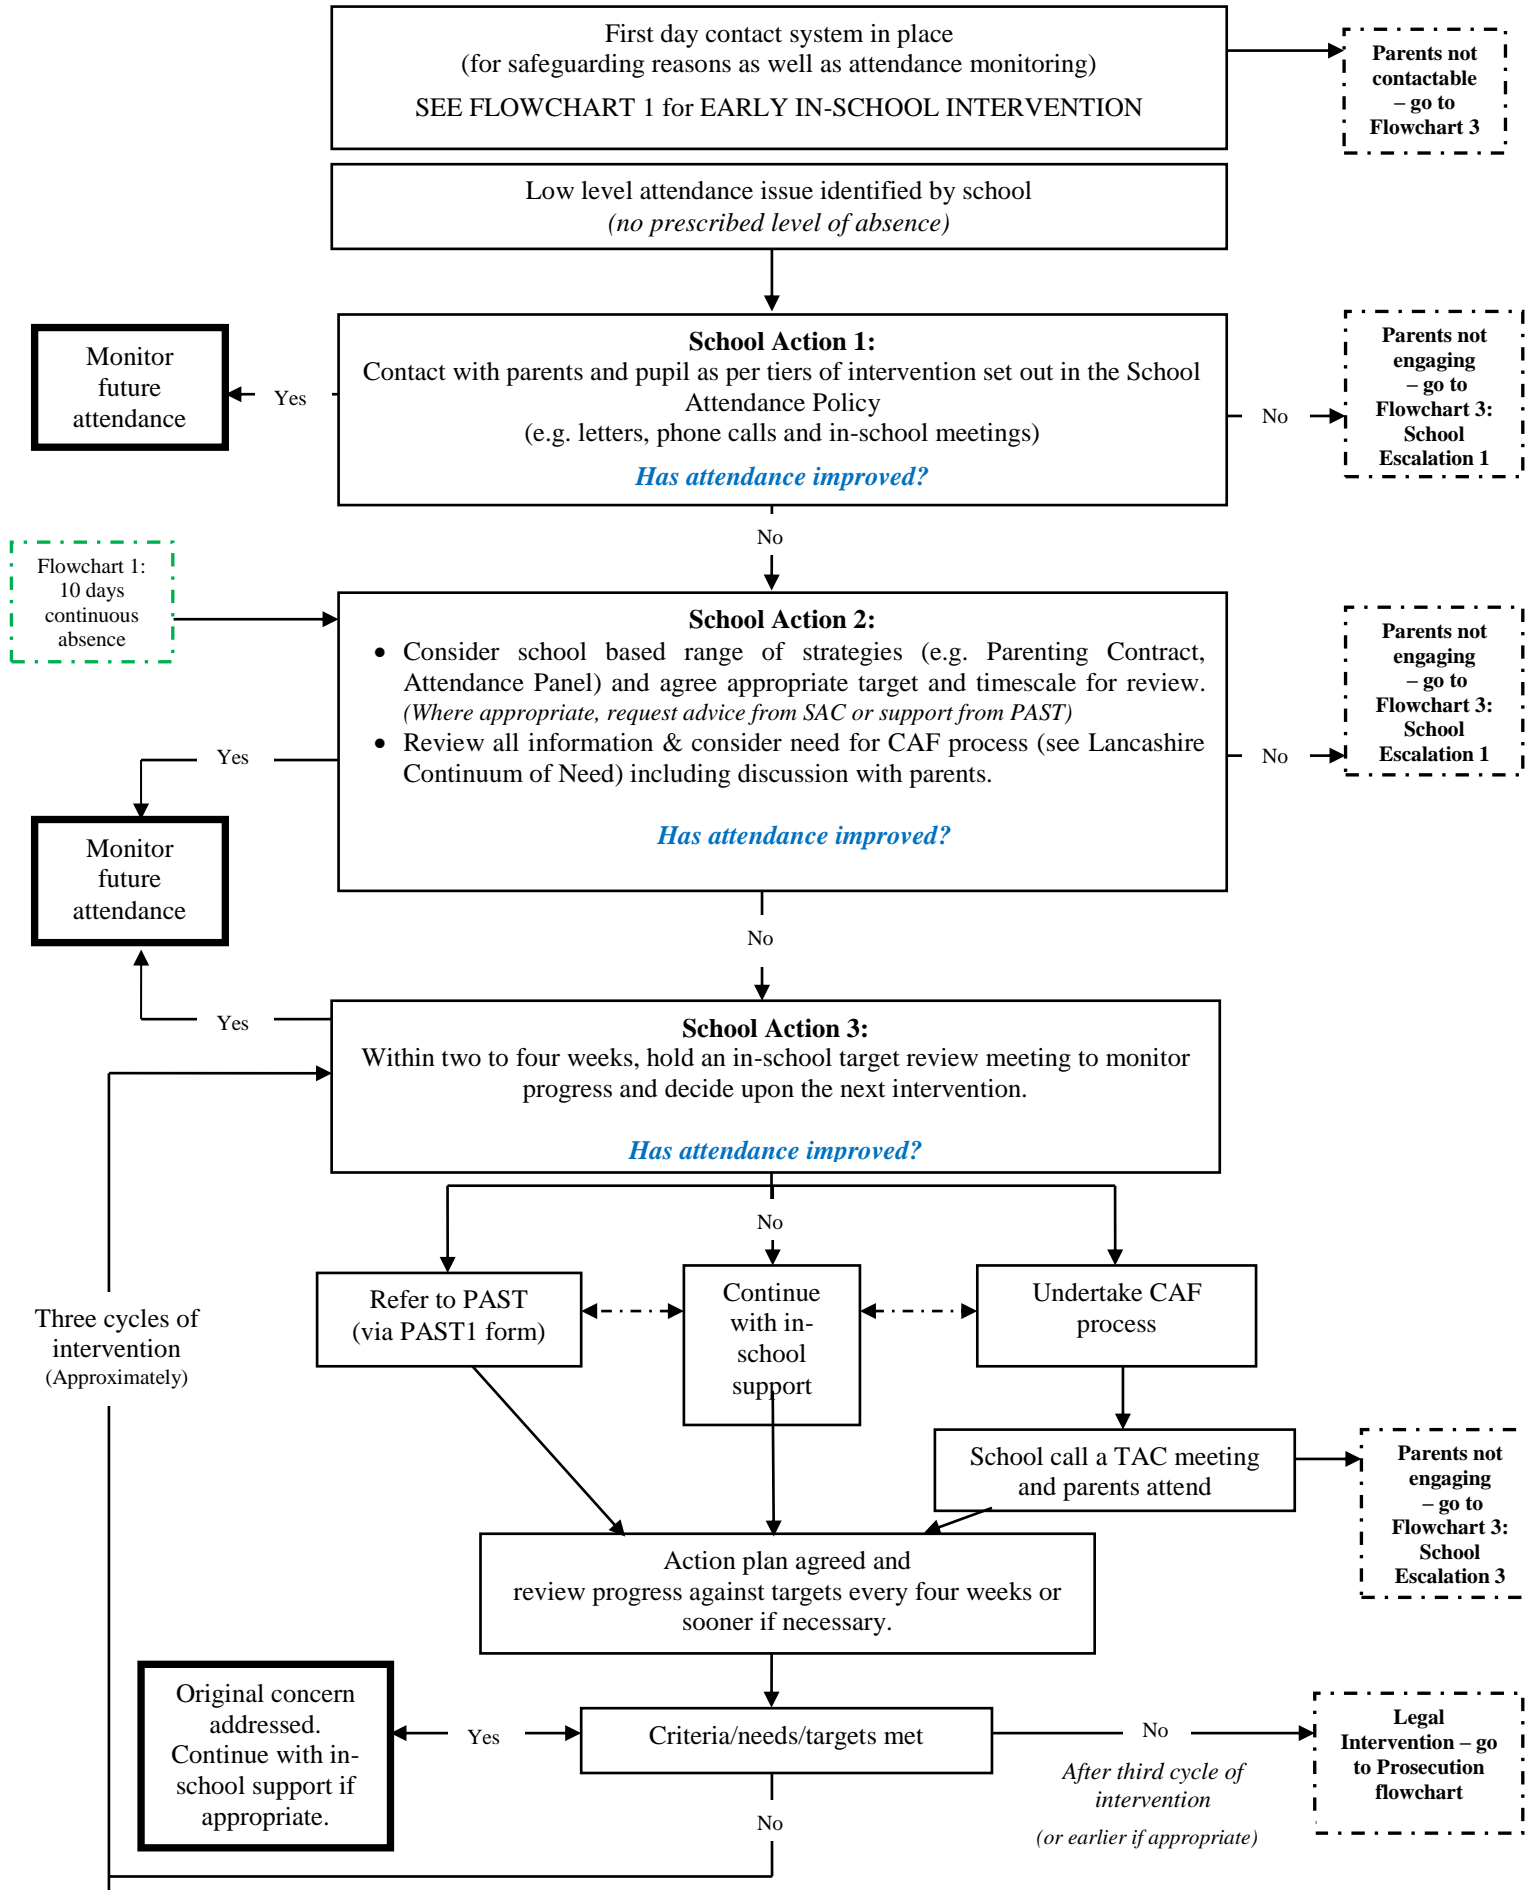 First day contact system in place
(for safeguarding reasons as well as attendance monitoring)
SEE FLOWCHART 1 for EARLY IN-SCHOOL INTERVENTION
Parents not
contactable
– go to
Flowchart 3
Low level attendance issue identified by school
(no prescribed level of absence)
Monitor
future
attendance
Yes
School Action 1:
Contact with parents and pupil as per tiers of intervention set out in the School
Attendance Policy
(e.g. letters, phone calls and in-school meetings)
Has attendance improved?
No
Parents not
engaging
– go to
Flowchart 3:
School
Escalation 1
No
Flowchart 1:
10 days
continuous
absence
School Action 2:
• Consider school based range of strategies (e.g. Parenting Contract,
Attendance Panel) and agree appropriate target and timescale for review.
(Where appropriate, request advice from SAC or support from PAST)
• Review all information & consider need for CAF process (see Lancashire
Continuum of Need) including discussion with parents.
Has attendance improved?
No
Parents not
engaging
– go to
Flowchart 3:
School
Escalation 1
Yes
Monitor
future
attendance
No
Yes
School Action 3:
Within two to four weeks, hold an in-school target review meeting to monitor
progress and decide upon the next intervention.
Has attendance improved?
No
Three cycles of
intervention
(Approximately)
Refer to PAST
(via PAST1 form)
Continue
with in-
school
support
Undertake CAF
process
School call a TAC meeting
and parents attend
Parents not
engaging
– go to
Flowchart 3:
School
Escalation 3
Action plan agreed and
review progress against targets every four weeks or
sooner if necessary.
Original concern
addressed.
Continue with in-
school support if
appropriate.
Yes
Criteria/needs/targets met
No
After third cycle of
intervention
(or earlier if appropriate)
Legal
Intervention – go
to Prosecution
flowchart
No